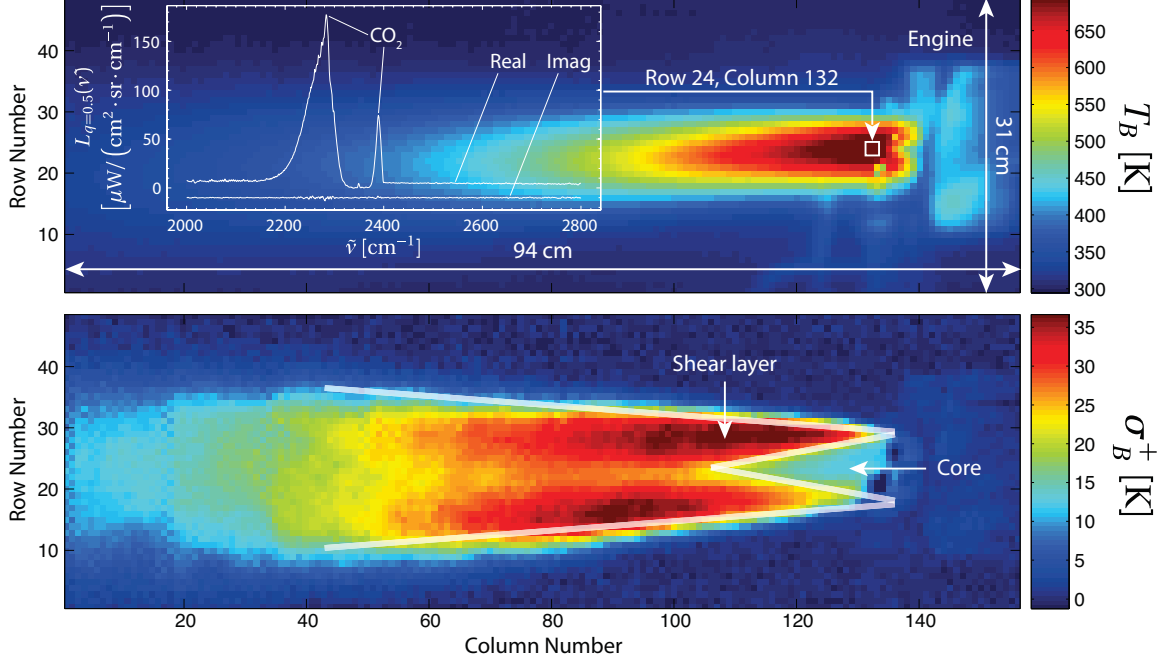 Row Number
40
30
20
10
L_{q=0.5}(ν)
[μW/(cm²·sr·cm⁻¹)]
150
100
50
0
CO₂
Real
Imag
2000
2200
2400
2600
2800
ν̃ [cm⁻¹]
Engine
Row 24, Column 132
31 cm
94 cm
650
600
550
500
450
400
350
300
T_B [K]
Row Number
40
30
20
10
Shear layer
Core
20
40
60
80
100
120
140
Column Number
35
30
25
20
15
10
5
0
σ_B^+ [K]